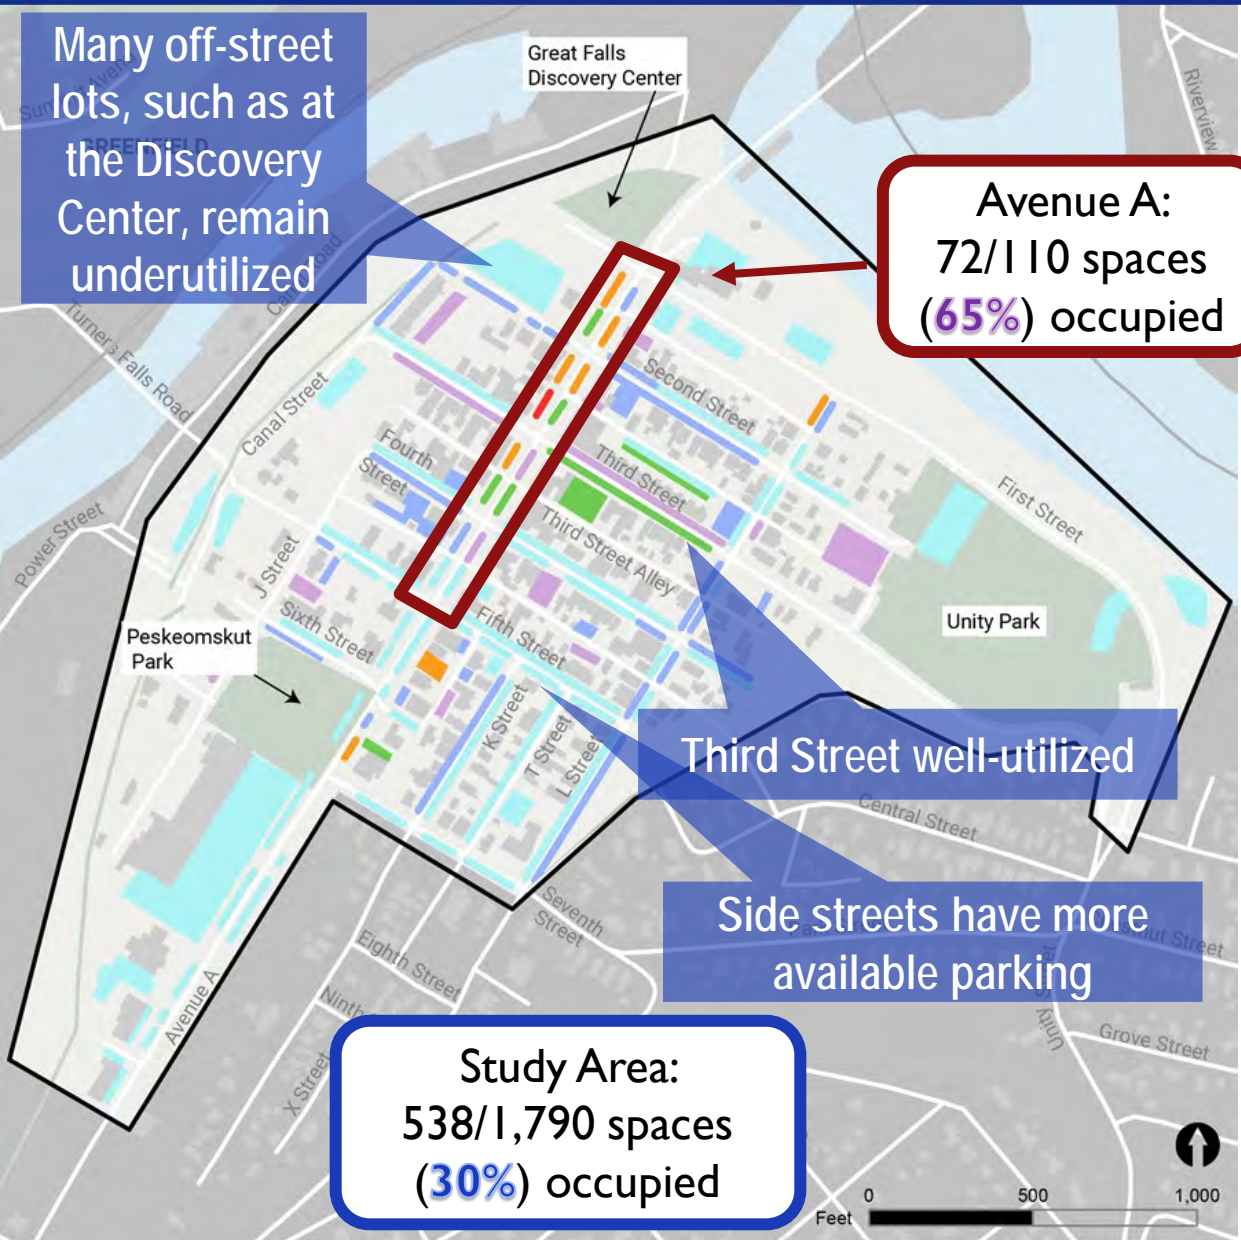 Many off-street
lots, such as at
the Discovery
Center, remain
underutilized
Great Falls
Discovery Center
Riverview
GREENFIELD
Avenue A:
72/110 spaces
(65%) occupied
Turners Falls Road
Canal Street
Second Street
Fourth
Street
Third Street
First Street
Power Street
J Street
Third Street Alley
Sixth Street
Fifth Street
Peskeomskut
Park
Unity Park
K Street
T Street
L Street
Third Street well-utilized
Central Street
Side streets have more
available parking
Seventh
Street
Eighth Street
Avenue A
X Street
Grove Street
Study Area:
538/1,790 spaces
(30%) occupied
0 500 1,000
Feet